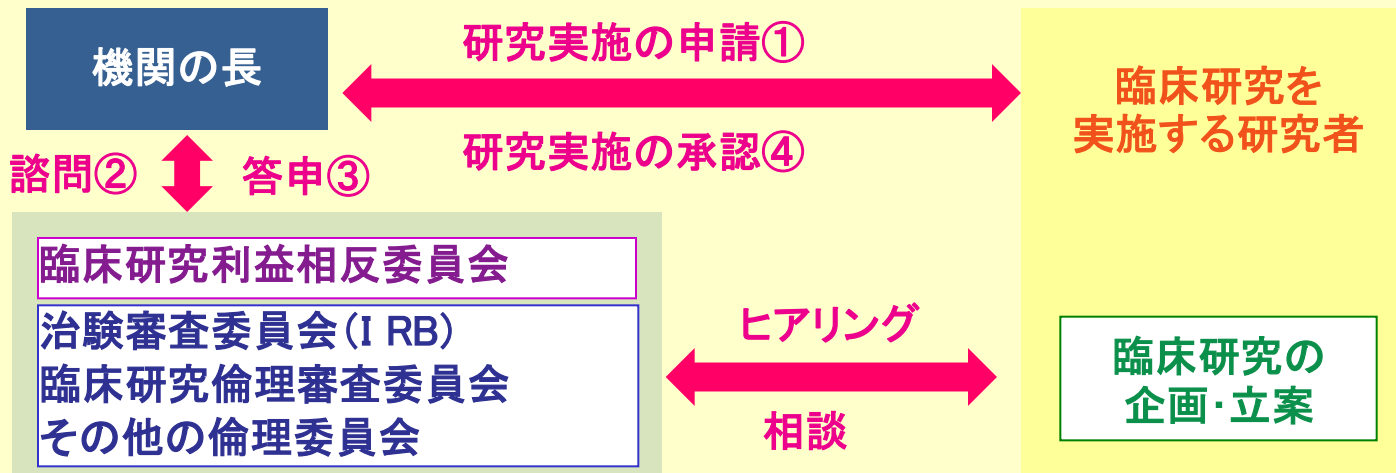 機関の長
研究実施の申請①
研究実施の承認④
臨床研究を
実施する研究者
諮問②
答申③
臨床研究利益相反委員会
治験審査委員会(I RB)
臨床研究倫理審査委員会
その他の倫理委員会
ヒアリング
相談
臨床研究の
企画・立案